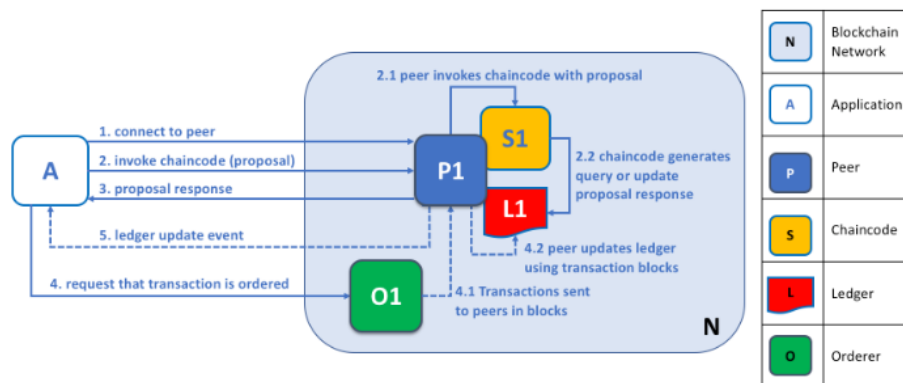 2.1 peer invokes chaincode with proposal
1. connect to peer
2. invoke chaincode (proposal)
3. proposal response
A
P1
S1
2.2 chaincode generates
query or update
proposal response
L1
5. ledger update event
4.2 peer updates ledger
using transaction blocks
4. request that transaction is ordered
O1
4.1 Transactions sent
to peers in blocks
N
N
Blockchain
Network
A
Application
P
Peer
S
Chaincode
L
Ledger
O
Orderer